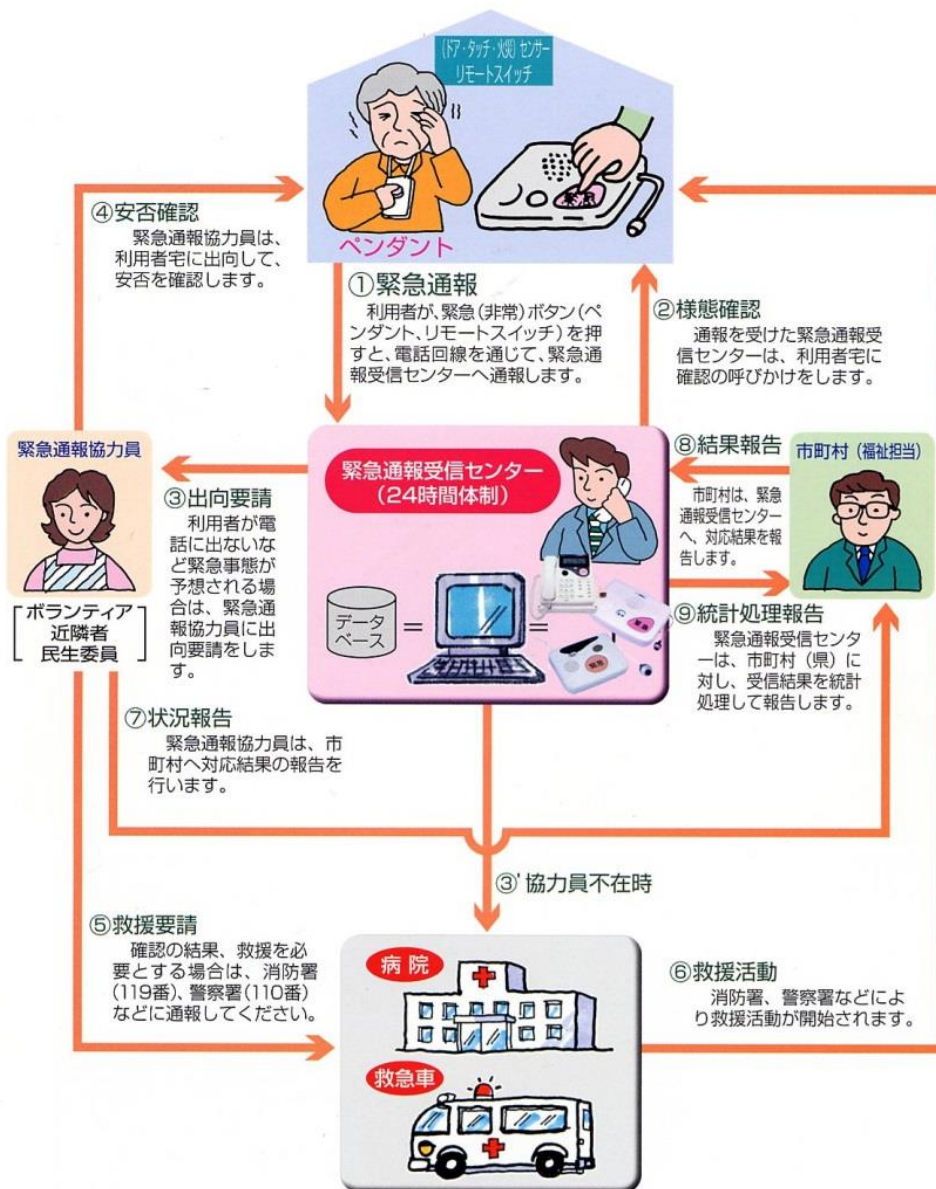 (ドア・タッチ・火災)センサー
リモートスイッチ
緊急
ペンダント
④安否確認
緊急通報協力員は、
利用者宅に出向して、
安否を確認します。
①緊急通報
利用者が、緊急(非常)ボタン(ペ
ンダント、リモートスイッチ)を押
すと、電話回線を通じて、緊急通
報受信センターへ通報します。
②様態確認
通報を受けた緊急通報受
信センターは、利用者宅に
確認の呼びかけをします。
緊急通報協力員
[ボランティア
近隣者
民生委員]
③出向要請
利用者が電
話に出ないな
ど緊急事態が
予想される場
合は、緊急通
報協力員に出
向要請をしま
す。
緊急通報受信センター
(24時間体制)
データ
ベース
=
=
緊急
緊急
⑧結果報告
市町村は、緊急
通報受信センター
へ、対応結果を報
告します。
市町村(福祉担当)
⑨統計処理報告
緊急通報受信センタ
ーは、市町村(県)に
対し、受信結果を統計
処理して報告します。
⑦状況報告
緊急通報協力員は、市
町村へ対応結果の報告を
行います。
③'協力員不在時
⑤救援要請
確認の結果、救援を必
要とする場合は、消防署
(119番)、警察署(110番)
などに通報してください。
病院
救急車
⑥救援活動
消防署、警察署などによ
り救援活動が開始されます。